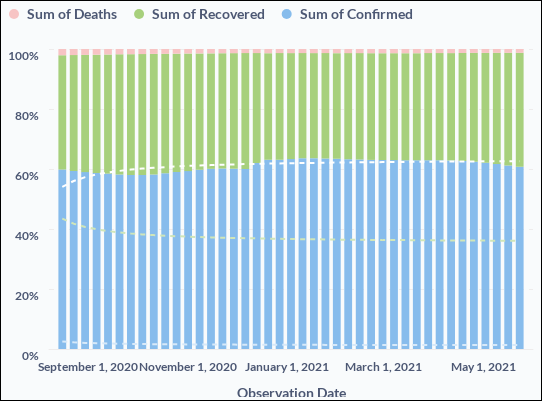 Sum of Deaths Sum of Recovered Sum of Confirmed
100%
80%
60%
40%
20%
0%
September 1, 2020 November 1, 2020 January 1, 2021 March 1, 2021 May 1, 2021
Observation Date